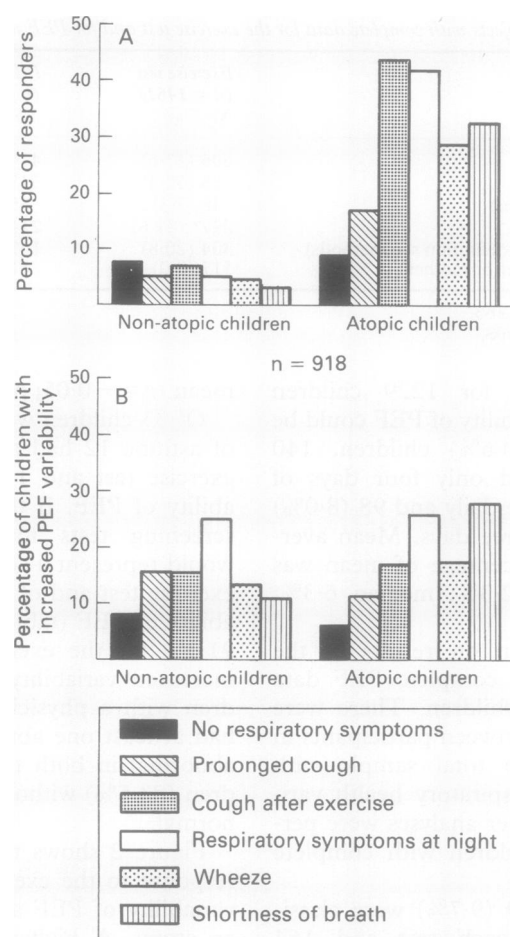 A
Percentage of responders
50
40
30
20
10
Non-atopic children
Atopic children
n = 918
B
Percentage of children with
increased PEF variability
50
40
30
20
10
Non-atopic children
Atopic children
No respiratory symptoms
Prolonged cough
Cough after exercise
Respiratory symptoms at night
Wheeze
Shortness of breath